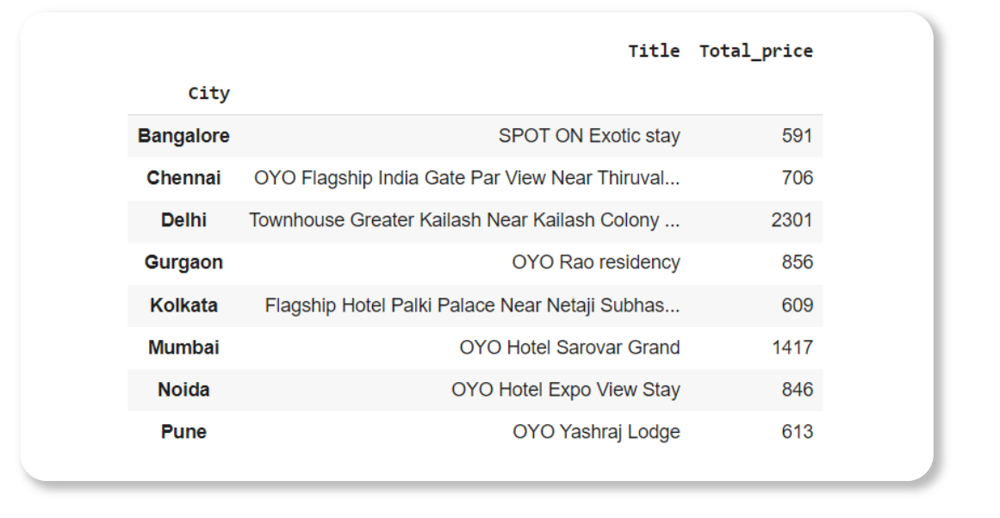 Title Total_price
City
Bangalore SPOT ON Exotic stay 591
Chennai OYO Flagship India Gate Par View Near Thiruval... 706
Delhi Townhouse Greater Kailash Near Kailash Colony ... 2301
Gurgaon OYO Rao residency 856
Kolkata Flagship Hotel Palki Palace Near Netaji Subhas... 609
Mumbai OYO Hotel Sarovar Grand 1417
Noida OYO Hotel Expo View Stay 846
Pune OYO Yashraj Lodge 613